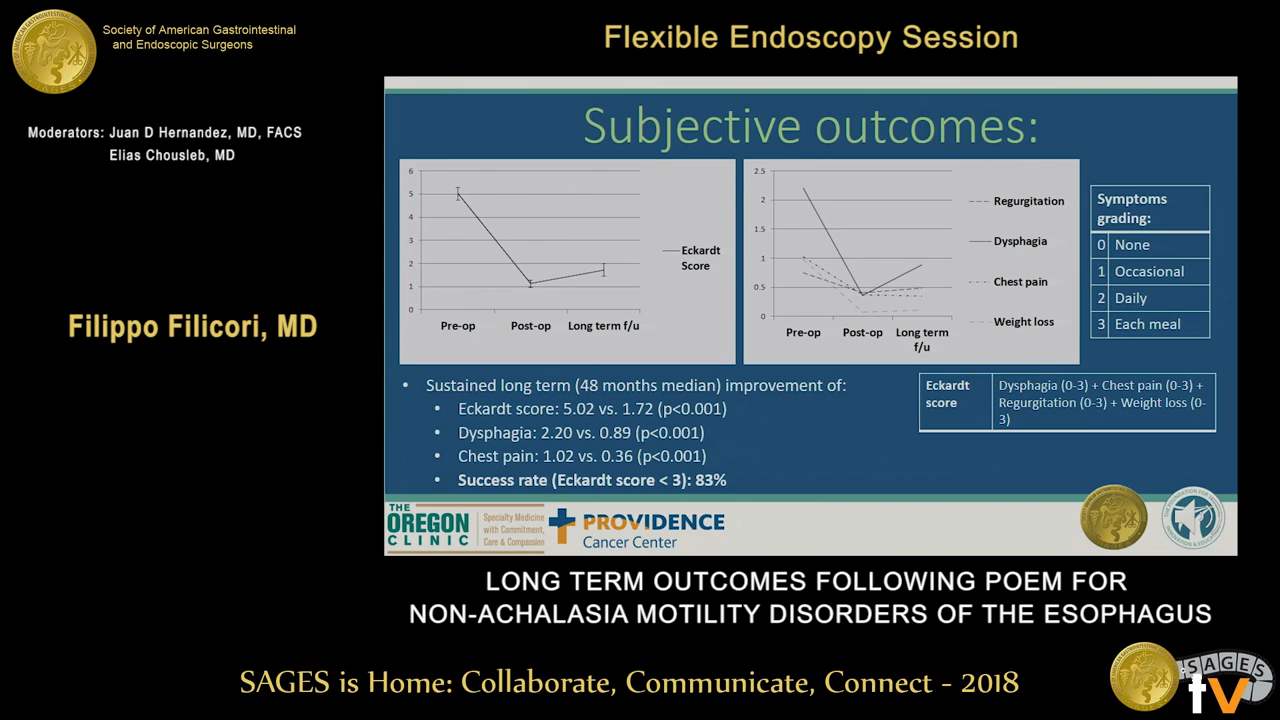 Society of American Gastrointestinal
and Endoscopic Surgeons
Flexible Endoscopy Session
Moderators: Juan D Hernandez, MD, FACS
Elias Chousleb, MD
Filippo Filicori, MD
Subjective outcomes:
6
5
4
3
2
1
0
Pre-op
Post-op
Long term f/u
Eckardt
Score
2.5
2
1.5
1
0.5
0
Pre-op
Post-op
Long term
f/u
Regurgitation
Dysphagia
Chest pain
Weight loss
Symptoms
grading:
0 None
1 Occasional
2 Daily
3 Each meal
• Sustained long term (48 months median) improvement of:
• Eckardt score: 5.02 vs. 1.72 (p<0.001)
• Dysphagia: 2.20 vs. 0.89 (p<0.001)
• Chest pain: 1.02 vs. 0.36 (p<0.001)
• Success rate (Eckardt score < 3): 83%
Eckardt
score
Dysphagia (0-3) + Chest pain (0-3) +
Regurgitation (0-3) + Weight loss (0-
3)
THE
OREGON
CLINIC
Specialty Medicine
with Commitment,
Care & Compassion
PROVIDENCE
Cancer Center
LONG TERM OUTCOMES FOLLOWING POEM FOR
NON-ACHALASIA MOTILITY DISORDERS OF THE ESOPHAGUS
SAGES is Home: Collaborate, Communicate, Connect - 2018
SAGES
tv